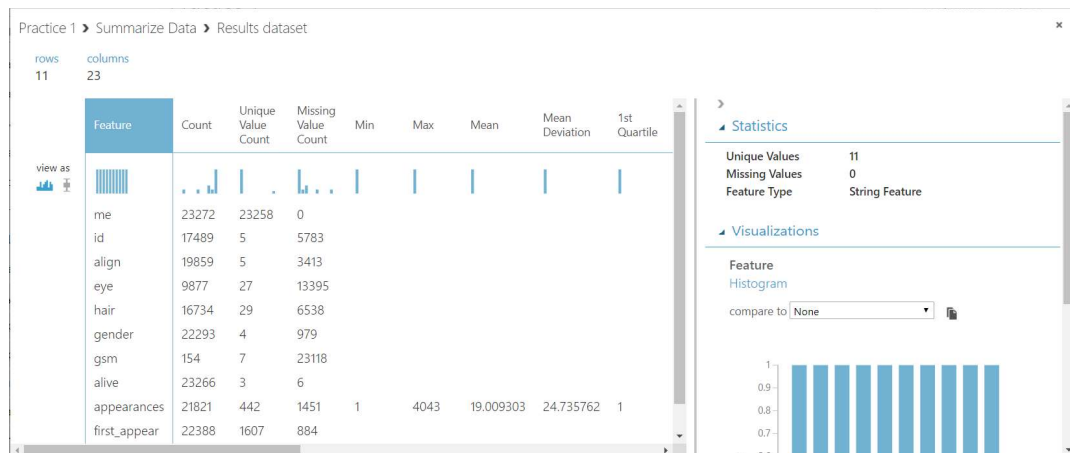 Practice 1 > Summarize Data > Results dataset
×
rows columns
11 23
Feature Count Unique Value Count Missing Value Count Min Max Mean Mean Deviation 1st Quartile
view as
me 23272 23258 0
id 17489 5 5783
align 19859 5 3413
eye 9877 27 13395
hair 16734 29 6538
gender 22293 4 979
gsm 154 7 23118
alive 23266 3 6
appearances 21821 442 1451 1 4043 19.009303 24.735762 1
first_appear 22388 1607 884
Statistics
Unique Values 11
Missing Values 0
Feature Type String Feature
Visualizations
Feature
Histogram
compare to None
1
0.9
0.8
0.7